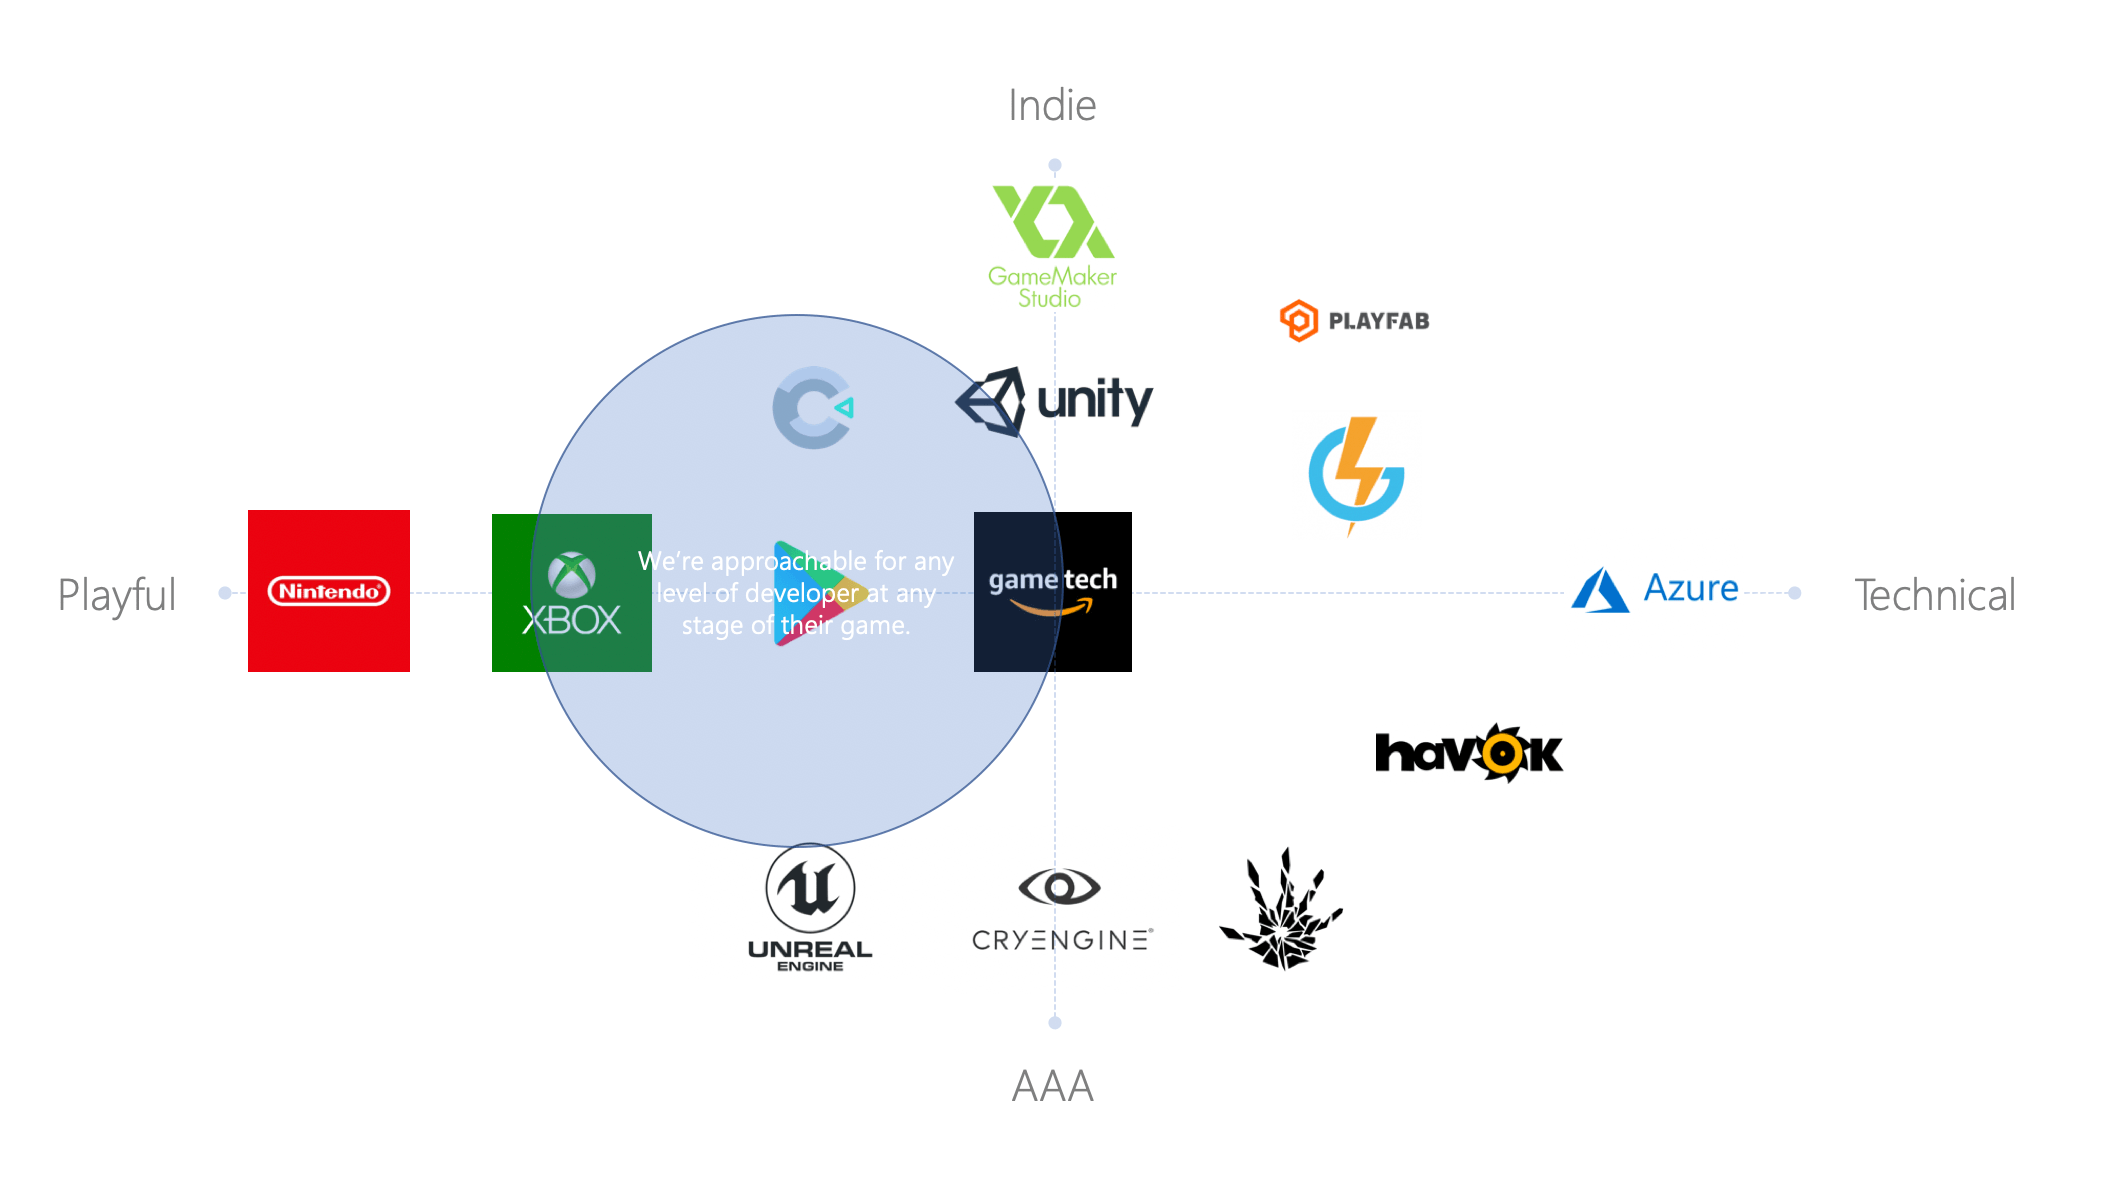 Indie
GameMaker
Studio
PLAYFAB
unity
Playful
Nintendo
XBOX
We're approachable for any
level of developer at any
stage of their game.
game tech
Azure
Technical
havok
UNREAL
ENGINE
CRYENGINE®
AAA